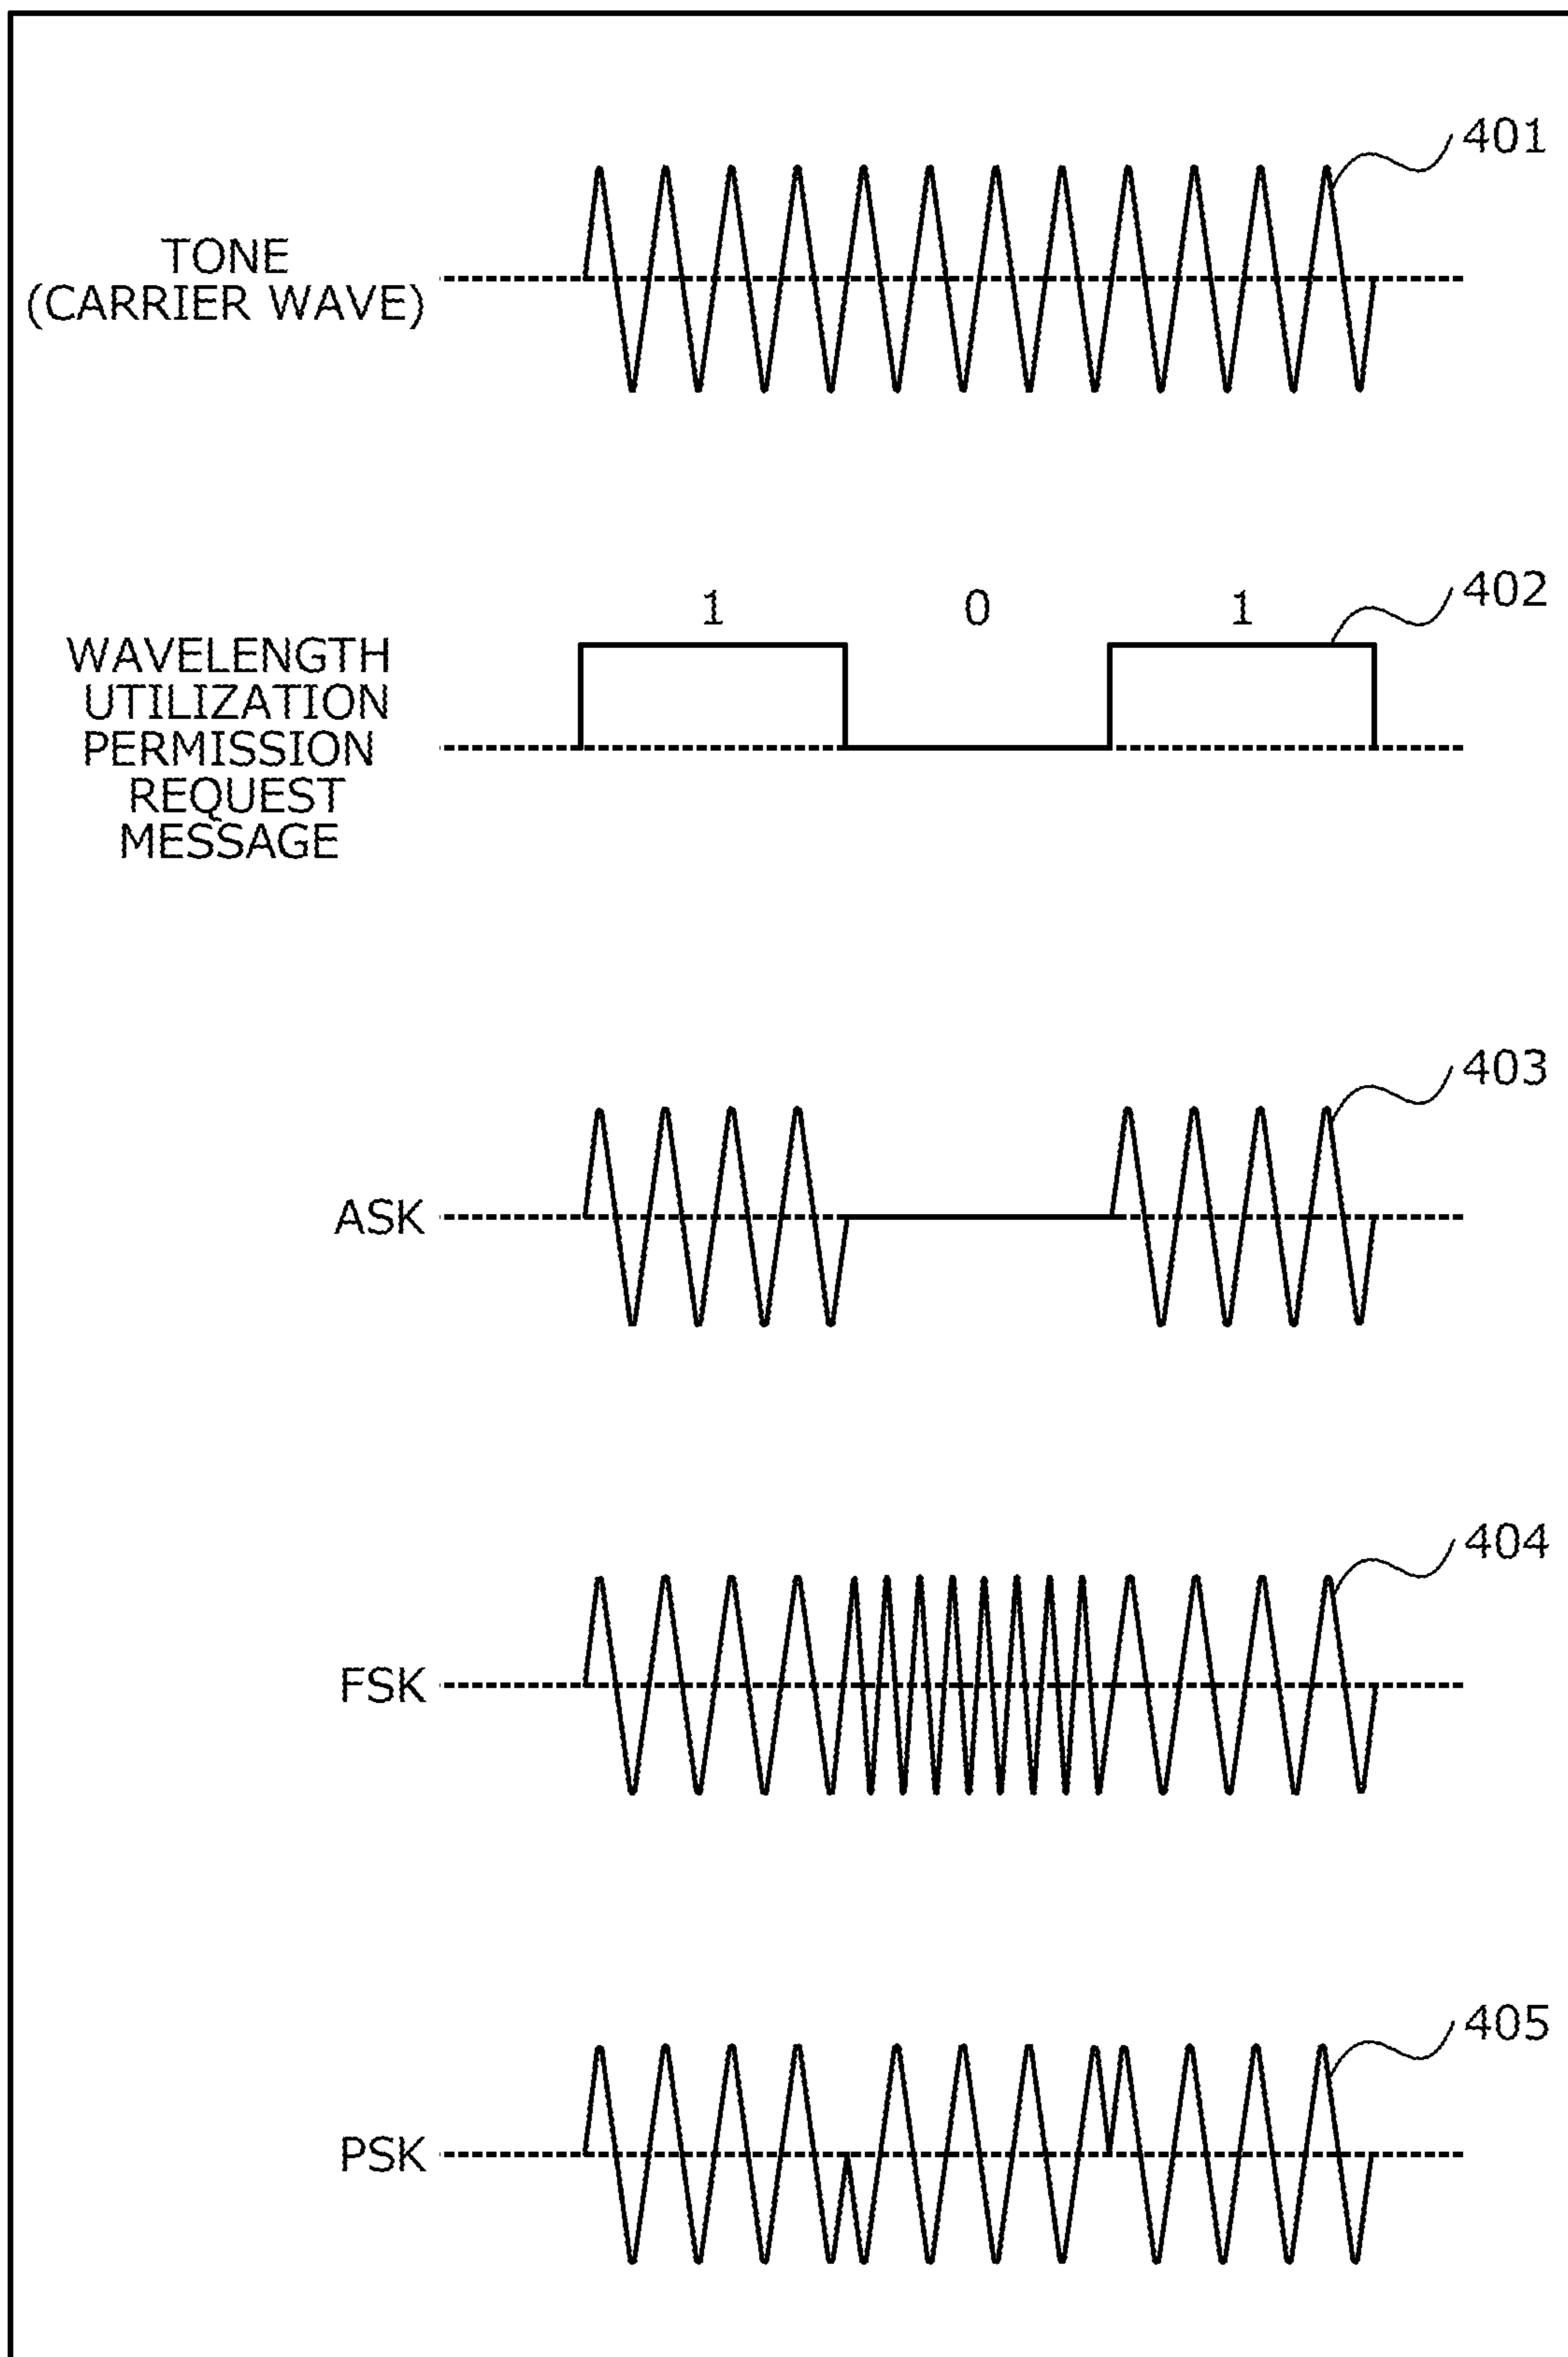 401
TONE
(CARRIER WAVE)
1 0 1
402
WAVELENGTH
UTILIZATION
PERMISSION
REQUEST
MESSAGE
403
ASK
404
FSK
405
PSK